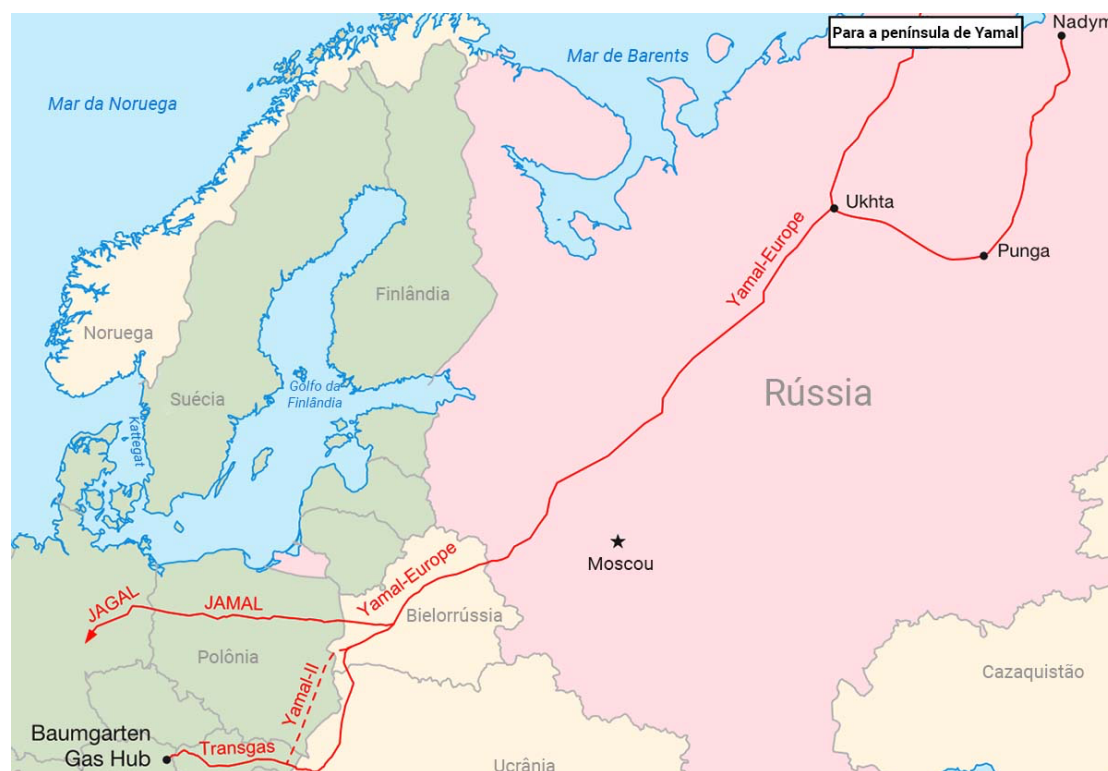 Para a península de Yamal
Nadym
Mar de Barents
Mar da Noruega
Ukhta
Punga
Yamal-Europe
Finlândia
Noruega
Rússia
Suécia
Golfo da
Finlândia
Kattegat
Moscou
Yamal-Europe
JAGAL
JAMAL
Bielorrússia
Polônia
Cazaquistão
Yamal-II
Baumgarten
Gas Hub
Transgas
Ucrânia